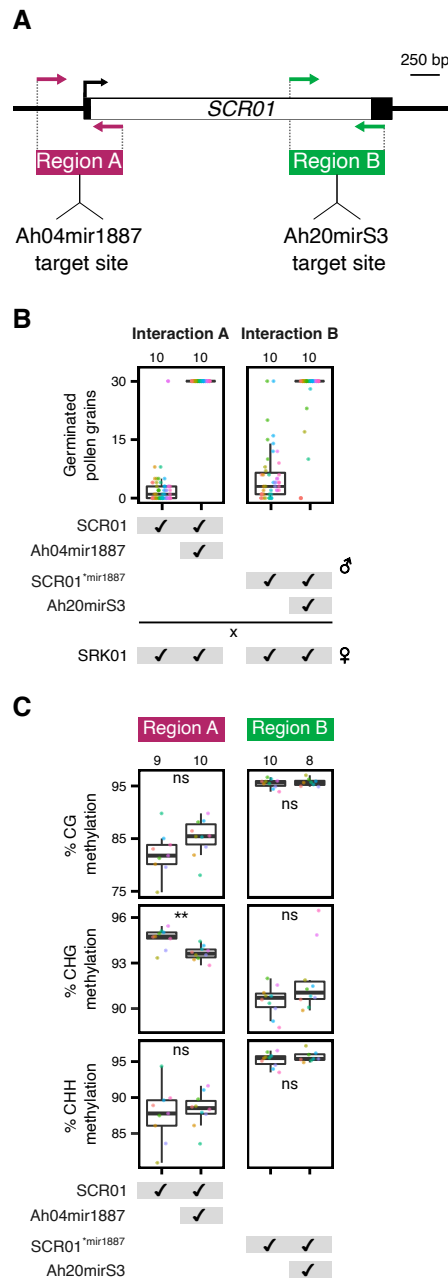 A
250 bp
SCR01
Region A
Region B
Ah04mir1887
target site
Ah20mirS3
target site
B
Interaction A
Interaction B
10
10
10
10
Germinated
pollen grains
30
15
0
SCR01
✓ ✓
Ah04mir1887
✓
SCR01*mir1887
✓ ✓
♂
Ah20mirS3
✓
x
SRK01
✓ ✓ ✓ ✓
♀
C
Region A
Region B
9
10
10
8
% CG
methylation
95
85
75
ns
ns
% CHG
methylation
96
93
90
**
ns
% CHH
methylation
95
90
85
ns
ns
SCR01
✓ ✓
Ah04mir1887
✓
SCR01*mir1887
✓ ✓
Ah20mirS3
✓